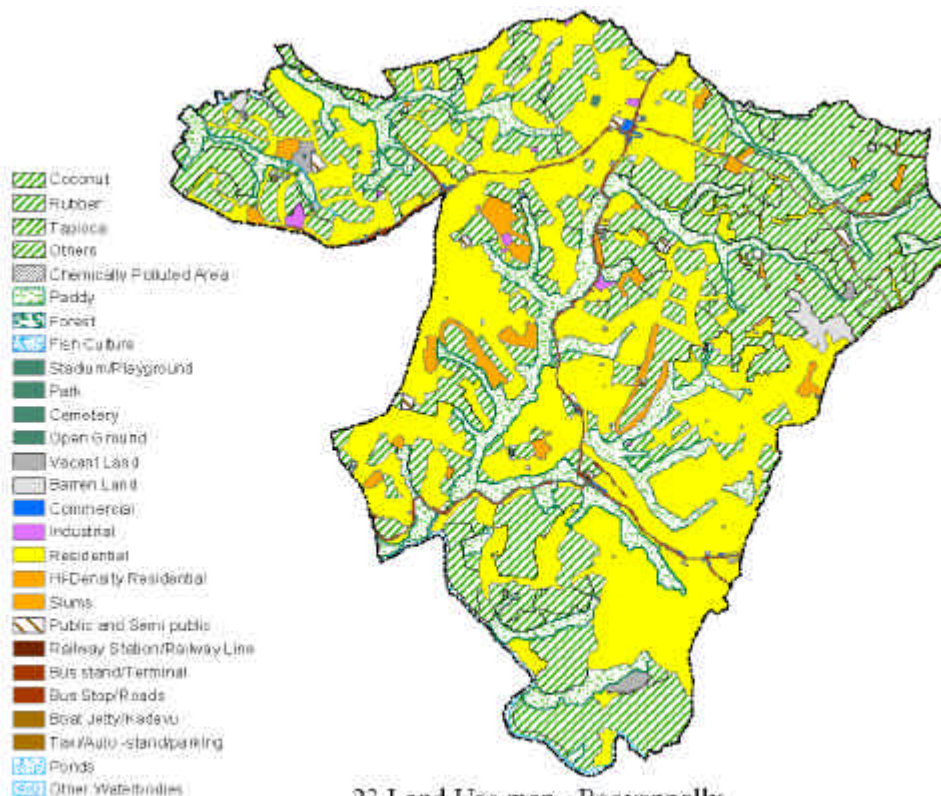 Coconut
Rubber
Tapioca
Others
Chemically Polluted Area
Paddy
Forest
Fish Culture
Stadium/Playground
Park
Cemetery
Open Ground
Vacant Land
Barren Land
Commercial
Industrial
Residential
Hi-Density Residential
Slums
Public and Semi public
Railway Station/Railway Line
Bus stand/Terminal
Bus Stop/Roads
Boat Jetty/Kadavu
Taxi/Auto -stand/parking
Ponds
Other Waterbodies
Land Use map